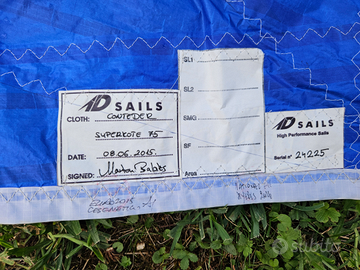 AD SAILS
CLOTH: CONTENDER
SUPERKOTE 75
DATE: 08.06.2015.
SIGNED:
SL1
SL2
SMG
SF
Area
AD SAILS
High Performance Sails
Serial n° 24225
subito